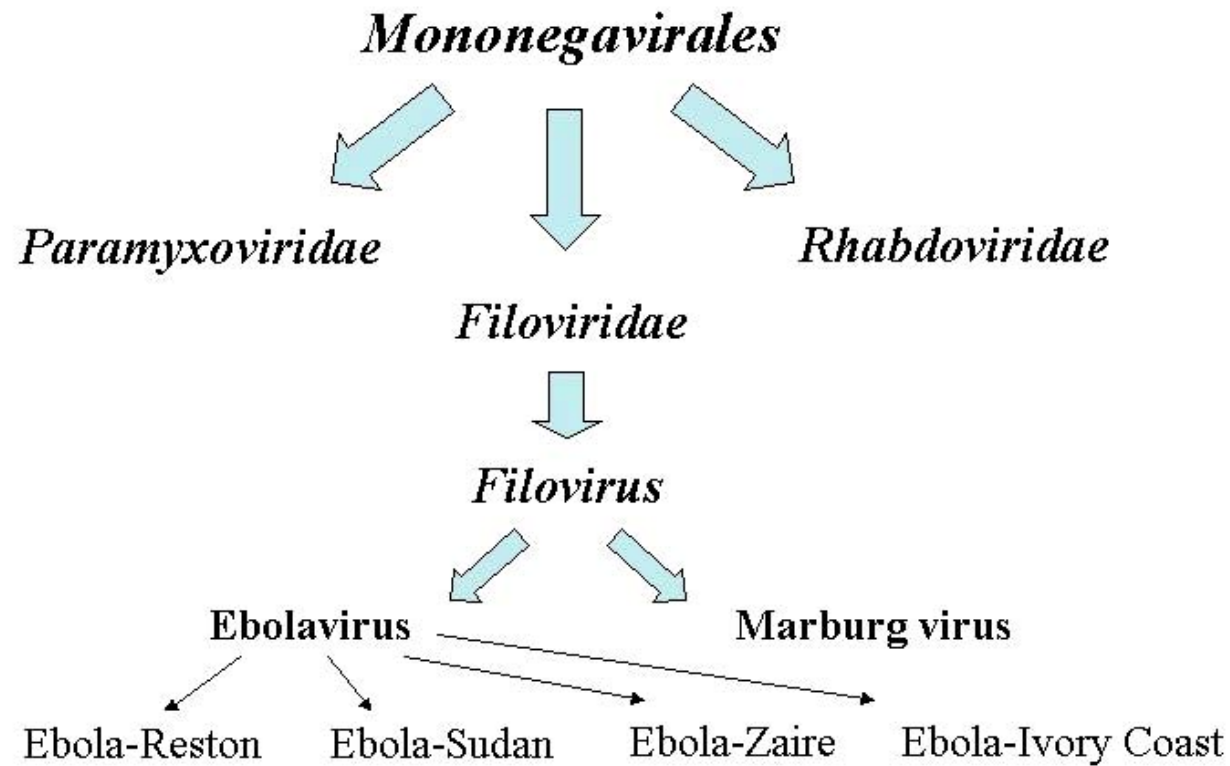 Mononegavirales
Paramyxoviridae
Rhabdoviridae
Filoviridae
Filovirus
Ebolavirus
Marburg virus
Ebola-Reston
Ebola-Sudan
Ebola-Zaire
Ebola-Ivory Coast